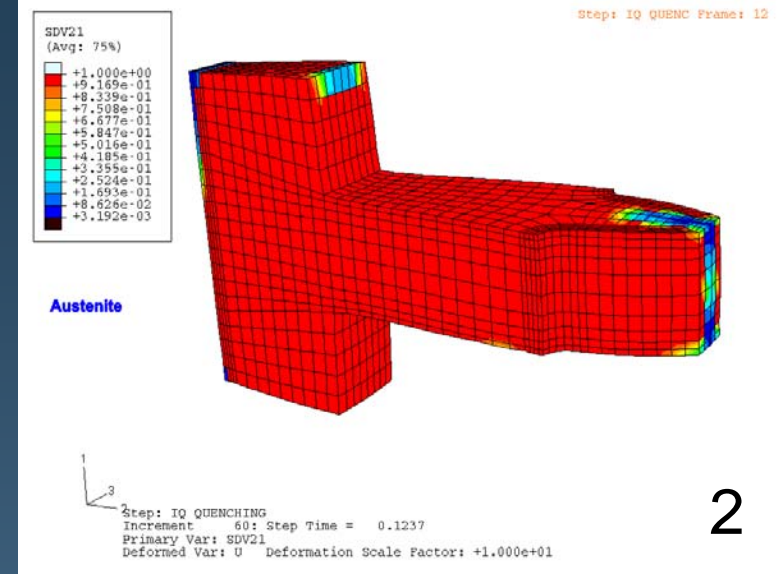 Step: IQ QUENC Frame: 12
SDV21
(Avg: 75%)
+1.000e+00
+9.169e-01
+8.339e-01
+7.508e-01
+6.677e-01
+5.847e-01
+5.016e-01
+4.185e-01
+3.355e-01
+2.524e-01
+1.693e-01
+8.626e-02
+3.192e-03
Austenite
1
3
2
Step: IQ QUENCHING
Increment 60: Step Time = 0.1237
Primary Var: SDV21
Deformed Var: U Deformation Scale Factor: +1.000e+01
2